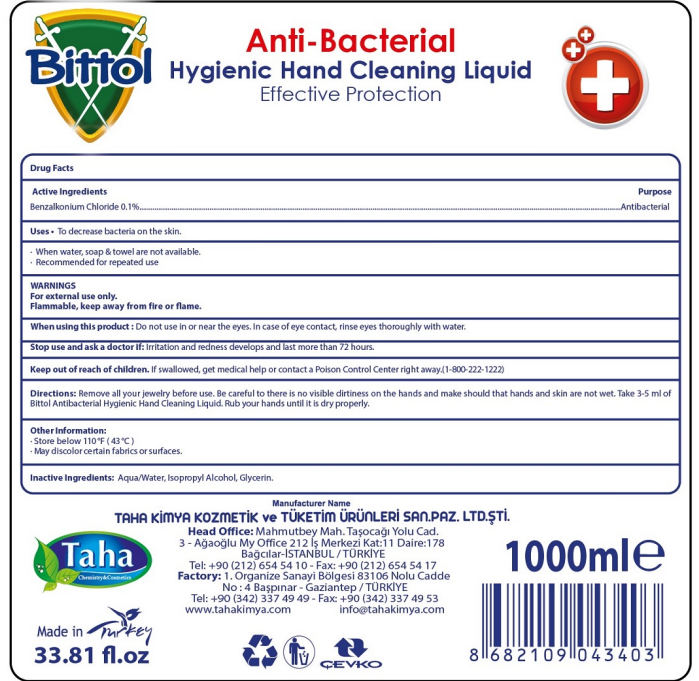 Bittol
Anti-Bacterial
Hygienic Hand Cleaning Liquid
Effective Protection
Drug Facts
Active Ingredients Purpose
Benzalkonium Chloride 0.1%...Antibacterial
Uses • To decrease bacteria on the skin.
· When water, soap & towel are not available.
· Recommended for repeated use
WARNINGS
For external use only.
Flammable, keep away from fire or flame.
When using this product : Do not use in or near the eyes. In case of eye contact, rinse eyes thoroughly with water.
Stop use and ask a doctor if: Irritation and redness develops and last more than 72 hours.
Keep out of reach of children. If swallowed, get medical help or contact a Poison Control Center right away.(1-800-222-1222)
Directions: Remove all your jewelry before use. Be careful to there is no visible dirtiness on the hands and make should that hands and skin are not wet. Take 3-5 ml of
Bittol Antibacterial Hygienic Hand Cleaning Liquid. Rub your hands until it is dry properly.
Other Information:
· Store below 110 °F ( 43 °C )
· May discolor certain fabrics or surfaces.
Inactive Ingredients: Aqua/Water, Isopropyl Alcohol, Glycerin.
Manufacturer Name
TAHA KİMYA KOZMETİK ve TÜKETİM ÜRÜNLERİ SAN.PAZ. LTD.ŞTİ.
Head Office: Mahmutbey Mah. Taşocağı Yolu Cad.
3 - Ağaoğlu My Office 212 İş Merkezi Kat:11 Daire:178
Bağcılar-İSTANBUL / TÜRKİYE
Tel: +90 (212) 654 54 10 - Fax: +90 (212) 654 54 17
Factory: 1. Organize Sanayi Bölgesi 83106 Nolu Cadde
No : 4 Başpınar - Gaziantep / TÜRKİYE
Tel: +90 (342) 337 49 49 - Fax: +90 (342) 337 49 53
www.tahakimya.com info@tahakimya.com
Taha
Chemistry&Cosmetics
Made in Turkey
33.81 fl.oz
ÇEVKO
1000ml e
8 682109 043403